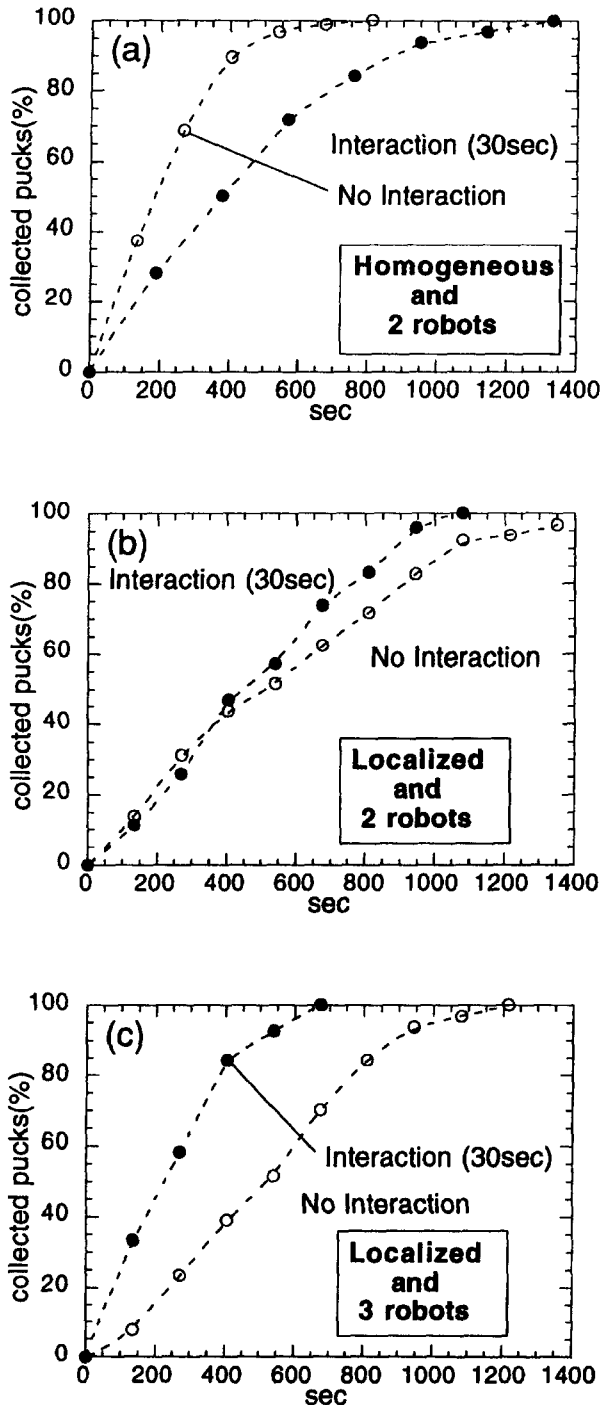 (a)
100
80
60
40
20
0
collected pucks(%)
Interaction (30sec)
No Interaction
Homogeneous
and
2 robots
0 200 400 600 800 1000 1200 1400
sec
(b)
100
80
60
40
20
0
collected pucks(%)
Interaction (30sec)
No Interaction
Localized
and
2 robots
0 200 400 600 800 1000 1200 1400
sec
(c)
100
80
60
40
20
0
collected pucks(%)
Interaction (30sec)
No Interaction
Localized
and
3 robots
0 200 400 600 800 1000 1200 1400
sec